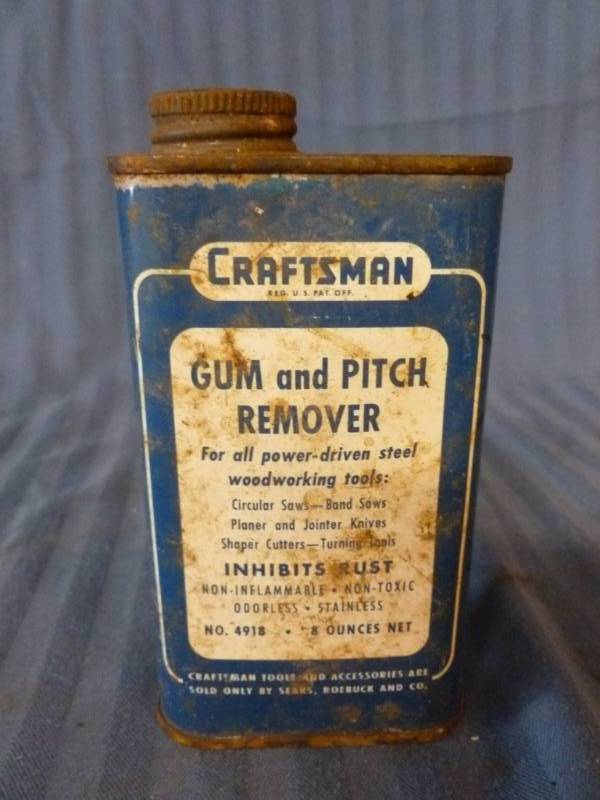 CRAFTSMAN
REG. U.S. PAT. OFF.
GUM and PITCH
REMOVER
For all power-driven steel
woodworking tools:
Circular Saws—Band Saws
Planer and Jointer Knives
Shaper Cutters—Turning Tools
INHIBITS RUST
NON-INFLAMMABLE • NON-TOXIC
ODORLESS • STAINLESS
NO. 4918 • 8 OUNCES NET
CRAFTSMAN TOOLS AND ACCESSORIES ARE
SOLD ONLY BY SEARS, ROEBUCK AND CO.